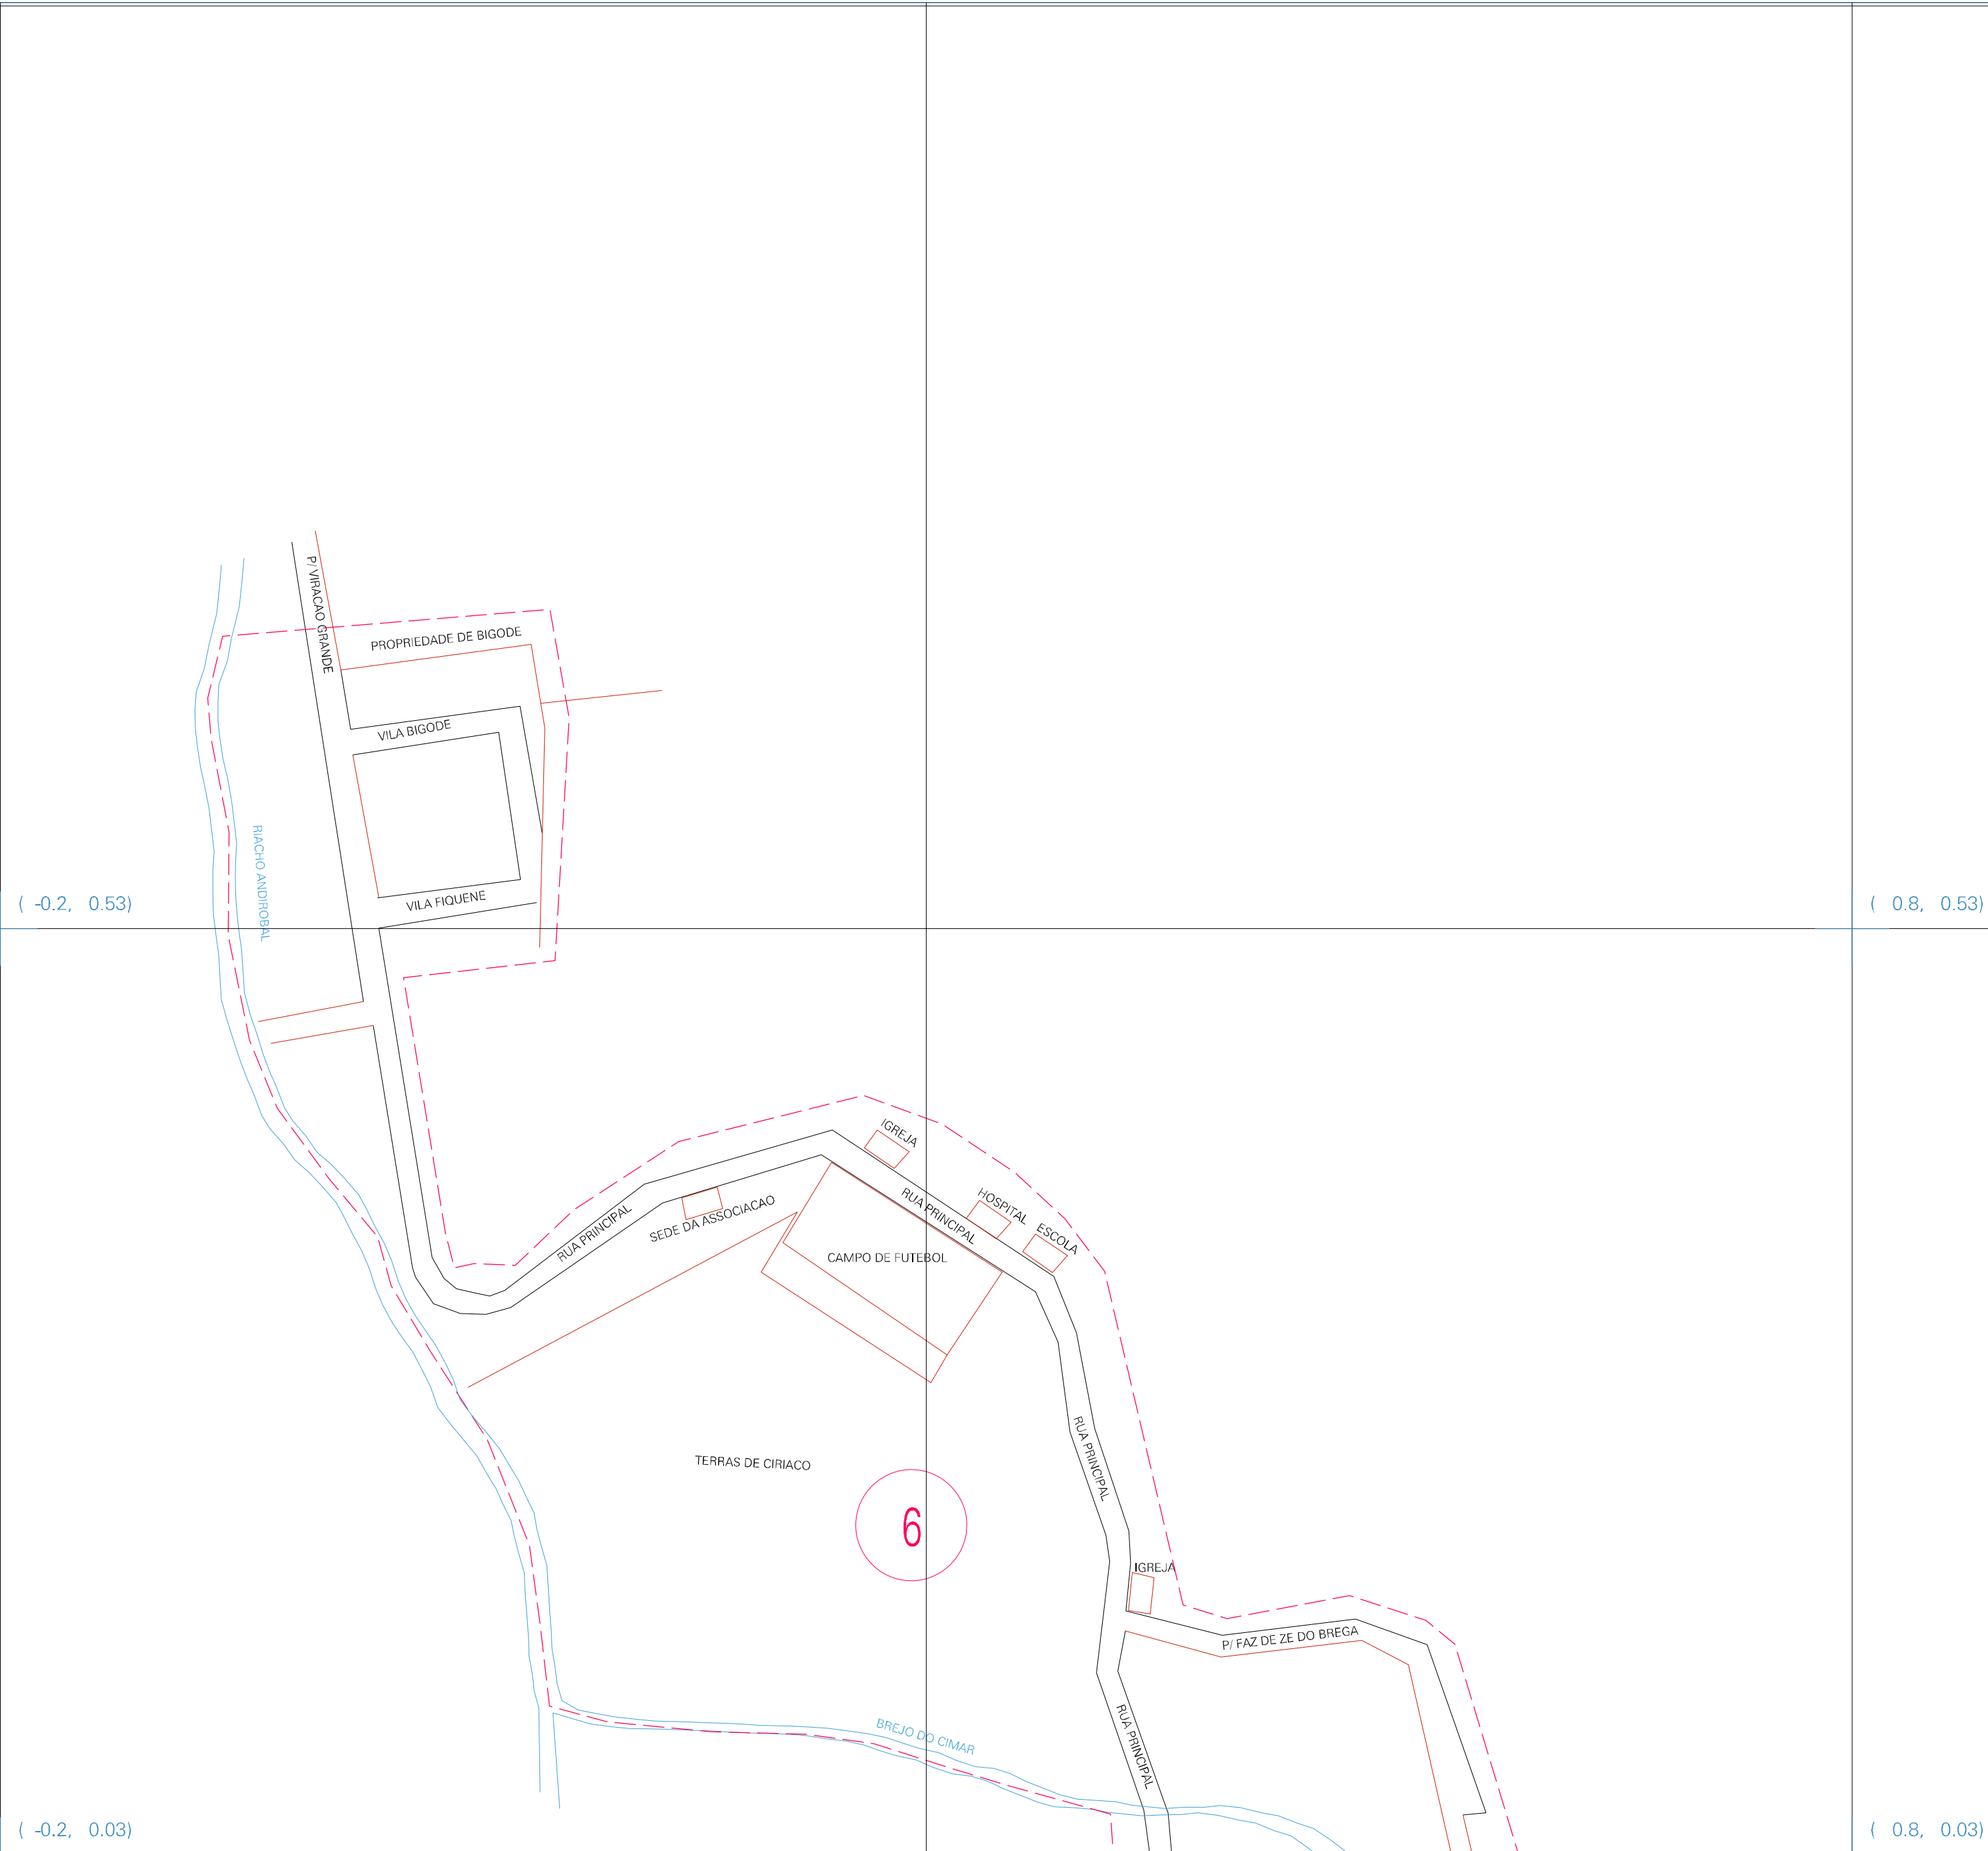 P/ VIRACAO GRANDE
PROPRIEDADE DE BIGODE
VILA BIGODE
RIACHO ANDIROBAL
VILA FIQUENE
( -0.2, 0.53)
( 0.8, 0.53)
IGREJA
HOSPITAL
ESCOLA
RUA PRINCIPAL
SEDE DA ASSOCIACAO
RUA PRINCIPAL
CAMPO DE FUTEBOL
RUA PRINCIPAL
TERRAS DE CIRIACO
6
IGREJA
P/ FAZ DE ZE DO BREGA
RUA PRINCIPAL
BREJO DO CIMAR
( -0.2, 0.03)
( 0.8, 0.03)